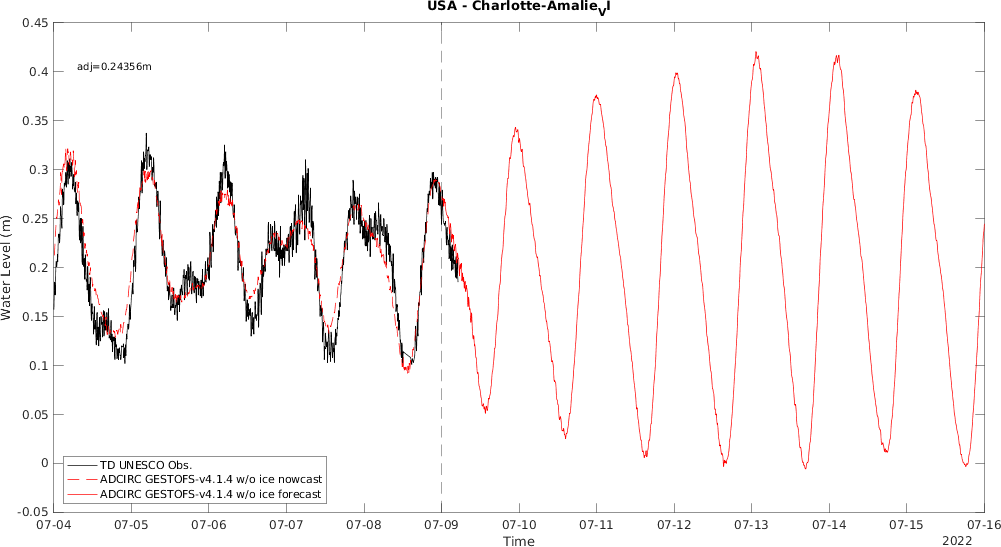 USA - Charlotte-Amalie_VI
0.45
0.4
0.35
0.3
0.25
0.2
0.15
0.1
0.05
0
-0.05
Water Level (m)
adj=0.24356m
TD UNESCO Obs.
ADCIRC GESTOFS-v4.1.4 w/o ice nowcast
ADCIRC GESTOFS-v4.1.4 w/o ice forecast
07-04 07-05 07-06 07-07 07-08 07-09 07-10 07-11 07-12 07-13 07-14 07-15 07-16
Time
2022